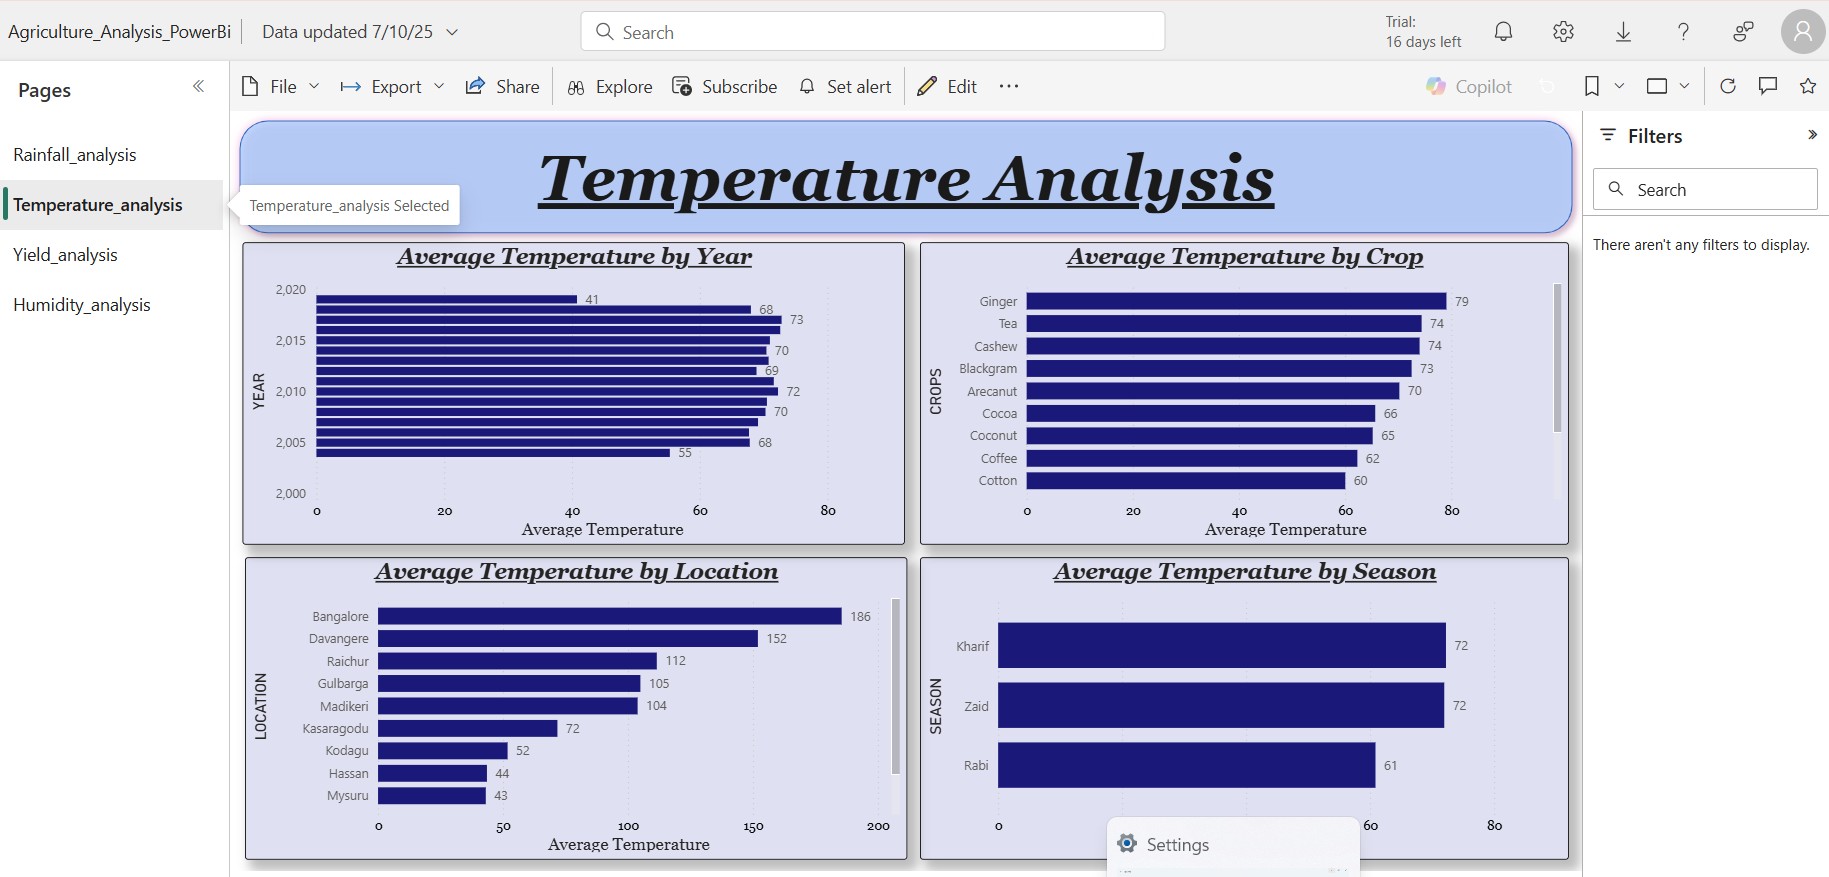 Agriculture_Analysis_PowerBi
Data updated 7/10/25
Search
Trial:
16 days left
Pages
File
Export
Share
Explore
Subscribe
Set alert
Edit
Copilot
Rainfall_analysis
Temperature_analysis
Yield_analysis
Humidity_analysis
Temperature_analysis Selected
Temperature Analysis
Filters
Search
There aren't any filters to display.
Average Temperature by Year
YEAR
2,020
2,015
2,010
2,005
2,000
41
68
73
70
69
72
70
68
55
0 20 40 60 80
Average Temperature
Average Temperature by Crop
CROPS
Ginger 79
Tea 74
Cashew 74
Blackgram 73
Arecanut 70
Cocoa 66
Coconut 65
Coffee 62
Cotton 60
0 20 40 60 80
Average Temperature
Average Temperature by Location
LOCATION
Bangalore 186
Davangere 152
Raichur 112
Gulbarga 105
Madikeri 104
Kasaragodu 72
Kodagu 52
Hassan 44
Mysuru 43
0 50 100 150 200
Average Temperature
Average Temperature by Season
SEASON
Kharif 72
Zaid 72
Rabi 61
0 60 80
Settings